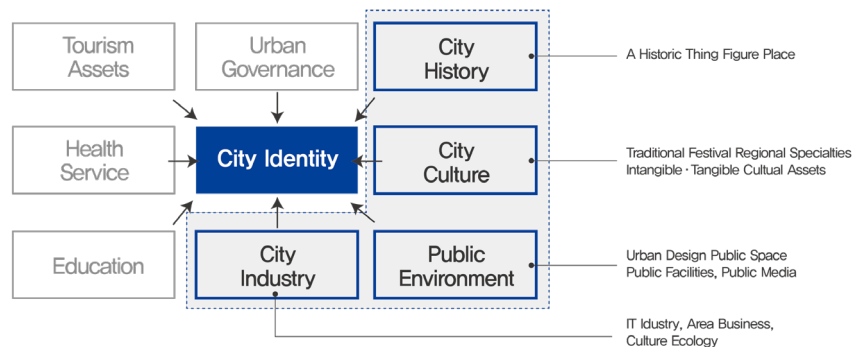 Tourism
Assets
Urban
Governance
City
History
A Historic Thing Figure Place
Health
Service
City Identity
City
Culture
Traditional Festival Regional Specialties
Intangible · Tangible Cultual Assets
Education
City
Industry
Public
Environment
Urban Design Public Space
Public Facilities, Public Media
IT Idustry, Area Business,
Culture Ecology